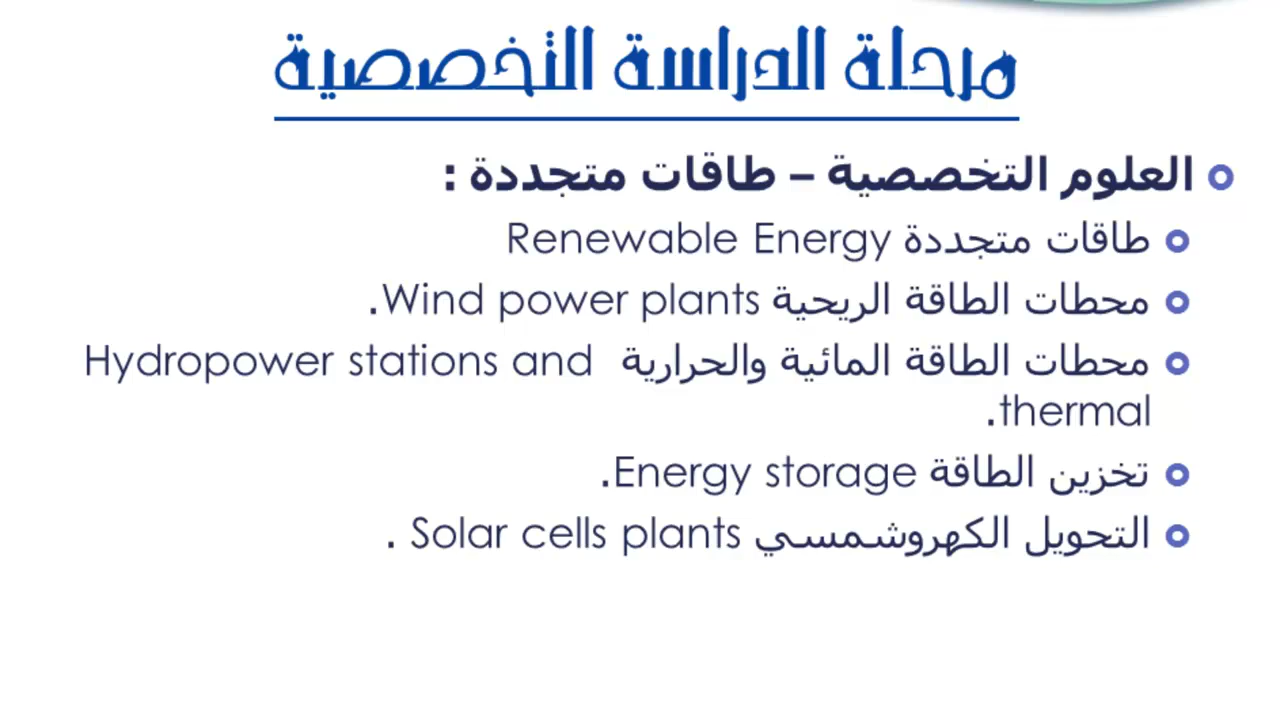 مرحلة الدراسة التخصصية
العلوم التخصصية – طاقات متجددة :
طاقات متجددة Renewable Energy
محطات الطاقة الريحية Wind power plants.
محطات الطاقة المائية والحرارية Hydropower stations and
thermal.
تخزين الطاقة Energy storage.
التحويل الكهروشمسي Solar cells plants .